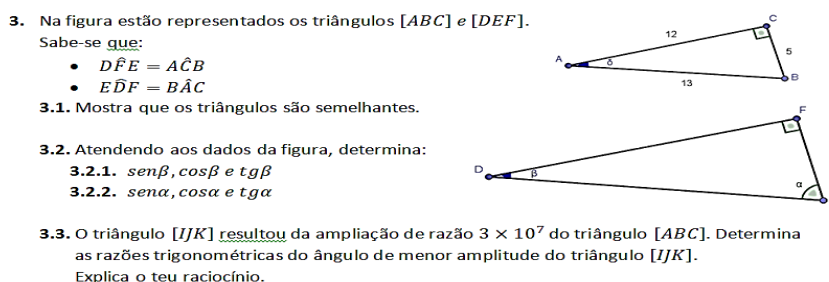 3. Na figura estão representados os triângulos [ABC] e [DEF].
Sabe-se que:
• DF̂E = AĈB
• ED̂F = BÂC
3.1. Mostra que os triângulos são semelhantes.
3.2. Atendendo aos dados da figura, determina:
3.2.1. senβ, cosβ e tgβ
3.2.2. senα, cosα e tgα
3.3. O triângulo [IJK] resultou da ampliação de razão 3 × 10⁷ do triângulo [ABC]. Determina
as razões trigonométricas do ângulo de menor amplitude do triângulo [IJK].
Explica o teu raciocínio.
C
12
A
δ
5
B
13
F
D
β
α